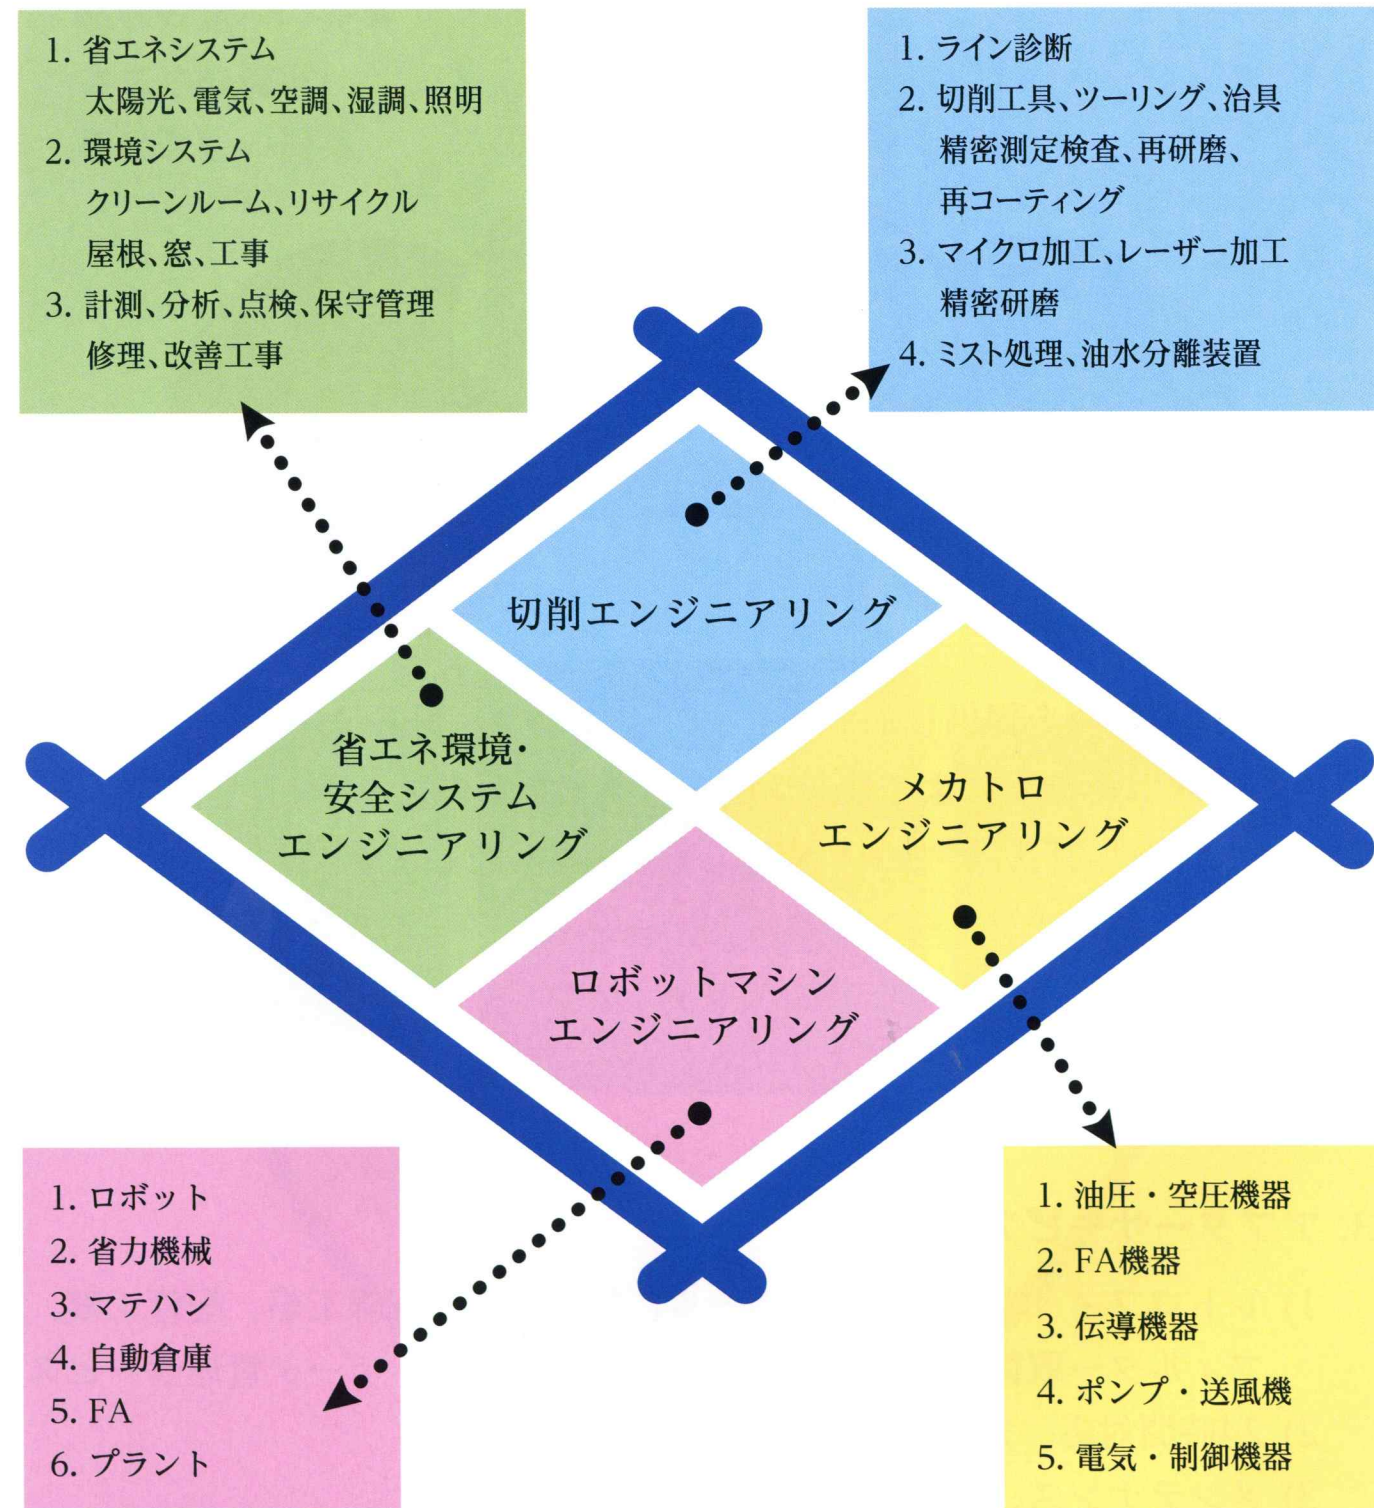 1. 省エネシステム
太陽光、電気、空調、湿調、照明
2. 環境システム
クリーンルーム、リサイクル
屋根、窓、工事
3. 計測、分析、点検、保守管理
修理、改善工事
1. ライン診断
2. 切削工具、ツーリング、治具
精密測定検査、再研磨、
再コーティング
3. マイクロ加工、レーザー加工
精密研磨
4. ミスト処理、油水分離装置
切削エンジニアリング
省エネ環境・
安全システム
エンジニアリング
メカトロ
エンジニアリング
ロボットマシン
エンジニアリング
1. ロボット
2. 省力機械
3. マテハン
4. 自動倉庫
5. FA
6. プラント
1. 油圧・空圧機器
2. FA機器
3. 伝導機器
4. ポンプ・送風機
5. 電気・制御機器